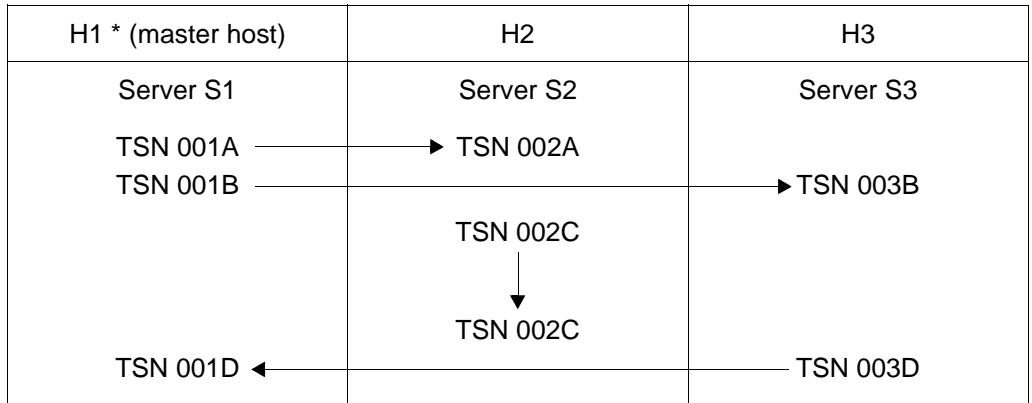 H1 * (master host) H2 H3
Server S1 Server S2 Server S3
TSN 001A TSN 002A
TSN 001B TSN 003B
TSN 002C
TSN 002C
TSN 001D TSN 003D